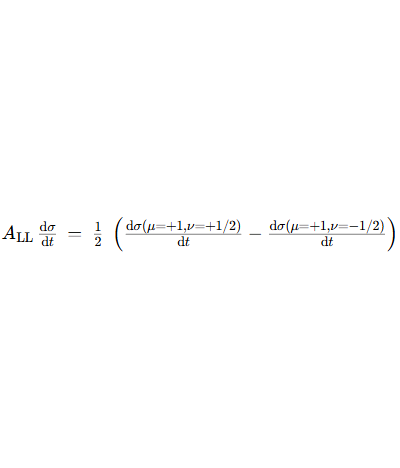 A_LL dσ/dt = 1/2 ( dσ(μ=+1,ν=+1/2)/dt − dσ(μ=+1,ν=−1/2)/dt )